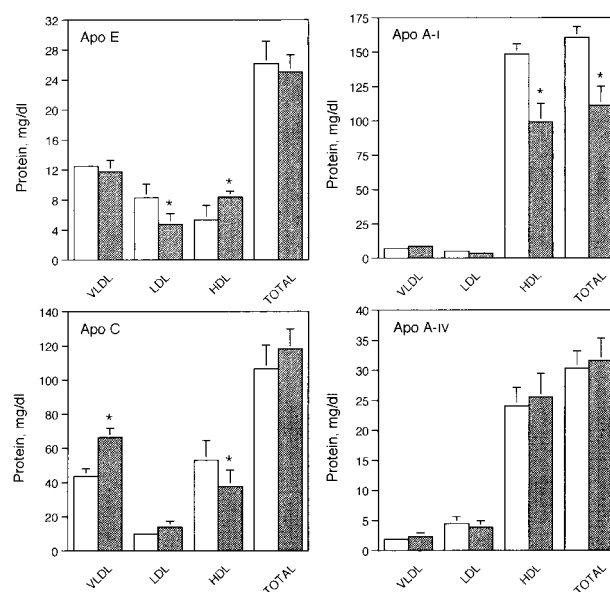 Apo E
Protein, mg/dl
32
28
24
20
16
12
8
4
0
*
*
VLDL
LDL
HDL
TOTAL
Apo A-I
Protein, mg/dl
175
150
125
100
75
50
25
0
*
*
VLDL
LDL
HDL
TOTAL
Apo C
Protein, mg/dl
140
120
100
80
60
40
20
0
*
*
VLDL
LDL
HDL
TOTAL
Apo A-IV
Protein, mg/dl
40
35
30
25
20
15
10
5
0
VLDL
LDL
HDL
TOTAL